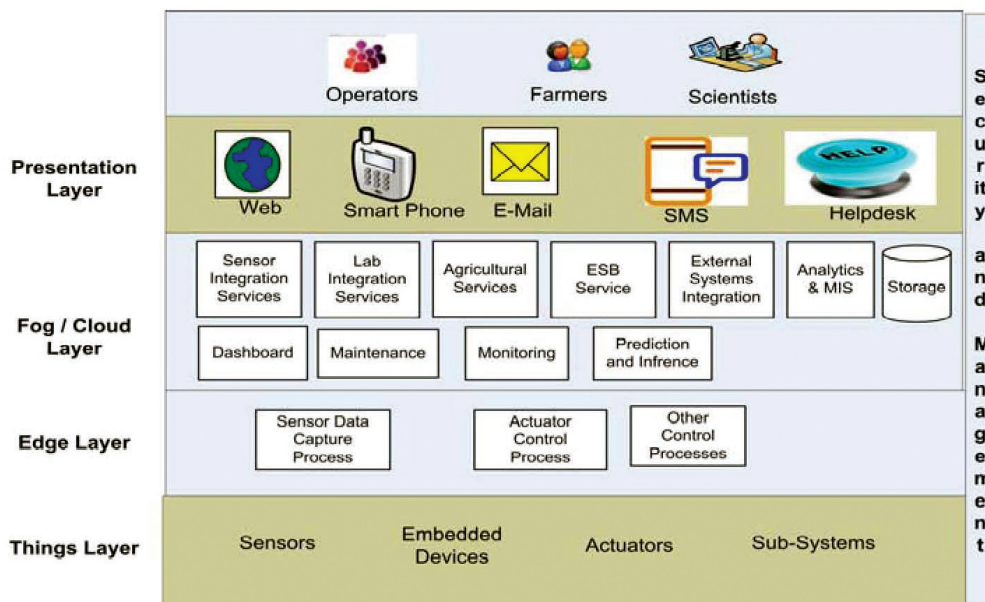 Operators
Farmers
Scientists
Presentation
Layer
Web
Smart Phone
E-Mail
SMS
HELP
Helpdesk
Fog / Cloud
Layer
Sensor
Integration
Services
Lab
Integration
Services
Agricultural
Services
ESB
Service
External
Systems
Integration
Analytics
& MIS
Storage
Dashboard
Maintenance
Monitoring
Prediction
and Infrence
Edge Layer
Sensor Data
Capture
Process
Actuator
Control
Process
Other
Control
Processes
Things Layer
Sensors
Embedded
Devices
Actuators
Sub-Systems
Security and Management